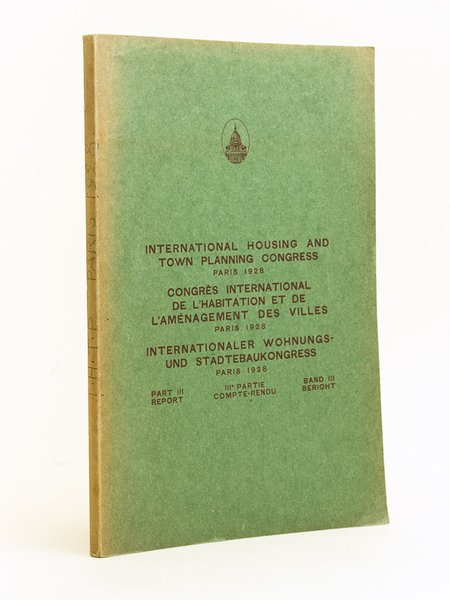 INTERNATIONAL HOUSING AND
TOWN PLANNING CONGRESS
PARIS 1928
CONGRÈS INTERNATIONAL
DE L'HABITATION ET DE
L'AMÉNAGEMENT DES VILLES
PARIS 1928
INTERNATIONALER WOHNUNGS-
UND STÄDTEBAUKONGRESS
PARIS 1928
PART III
REPORT
IIIᵉ PARTIE
COMPTE-RENDU
BAND III
BERICHT
PARIS 1928